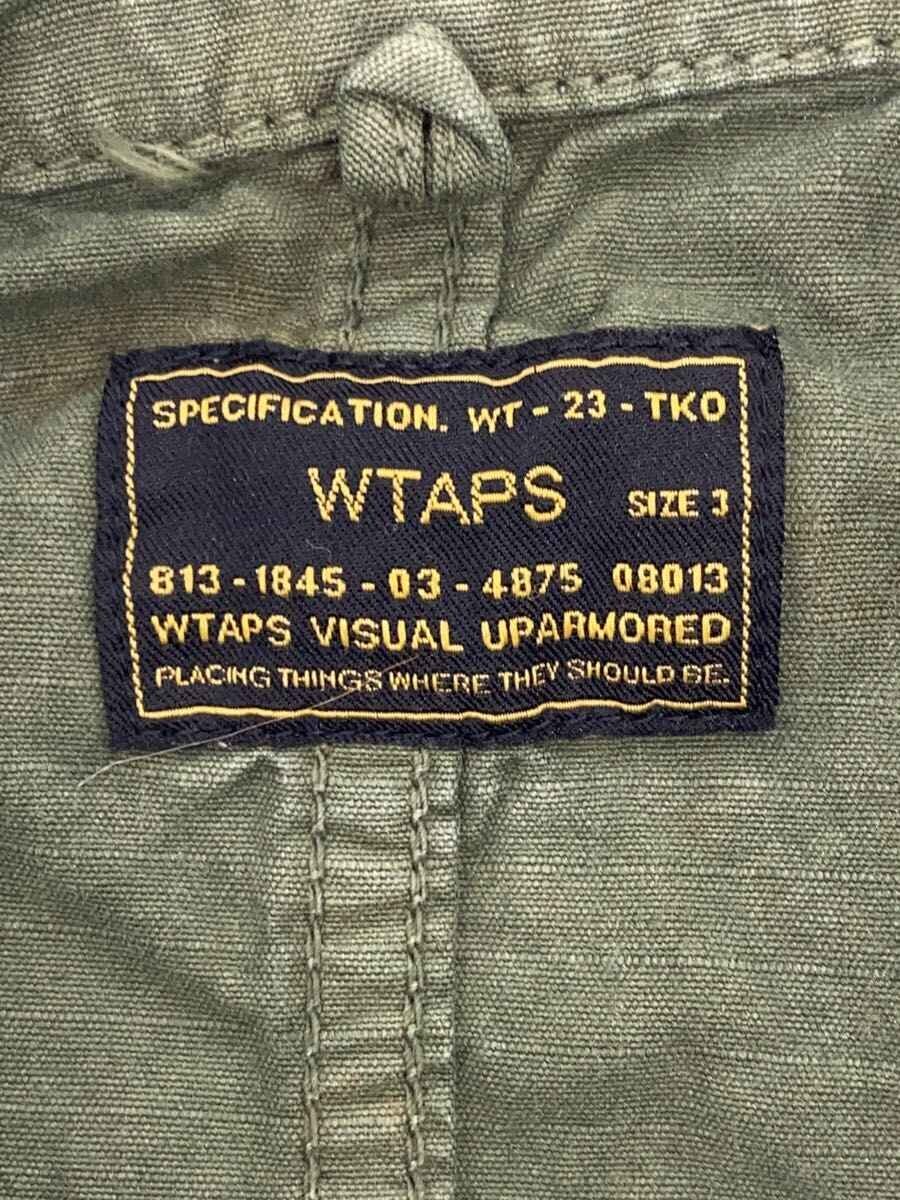 SPECIFICATION. WT - 23 - TKO
WTAPS SIZE 3
813 - 1845 - 03 - 4875 08013
WTAPS VISUAL UPARMORED
PLACING THINGS WHERE THEY SHOULD BE.